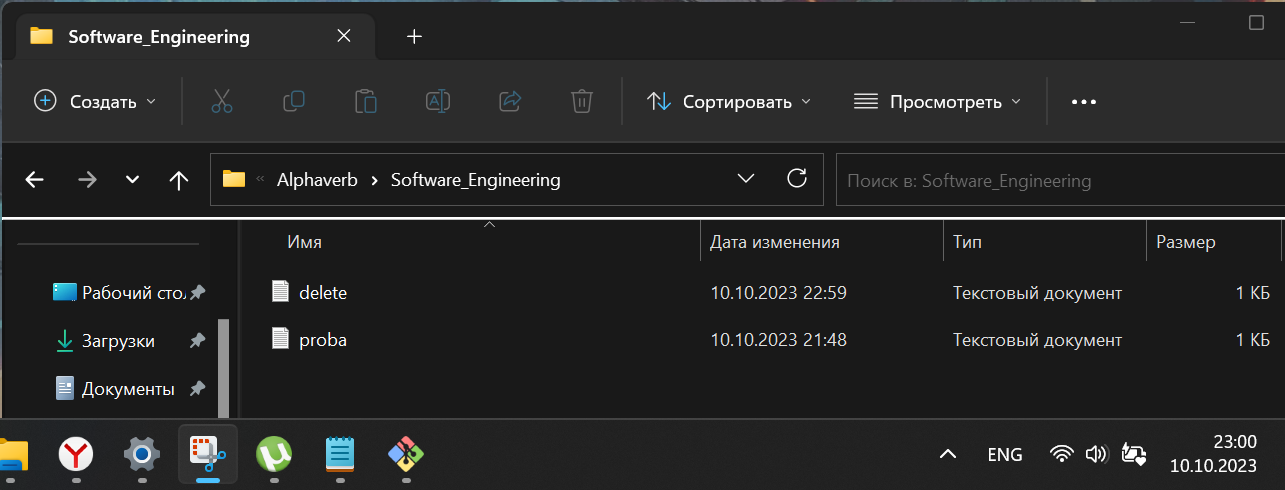 Software_Engineering
Создать
Сортировать
Просмотреть
Alphaverb > Software_Engineering
Поиск в: Software_Engineering
Имя Дата изменения Тип Размер
Рабочий сто
delete 10.10.2023 22:59 Текстовый документ 1 КБ
Загрузки
proba 10.10.2023 21:48 Текстовый документ 1 КБ
Документы
ENG
23:00
10.10.2023